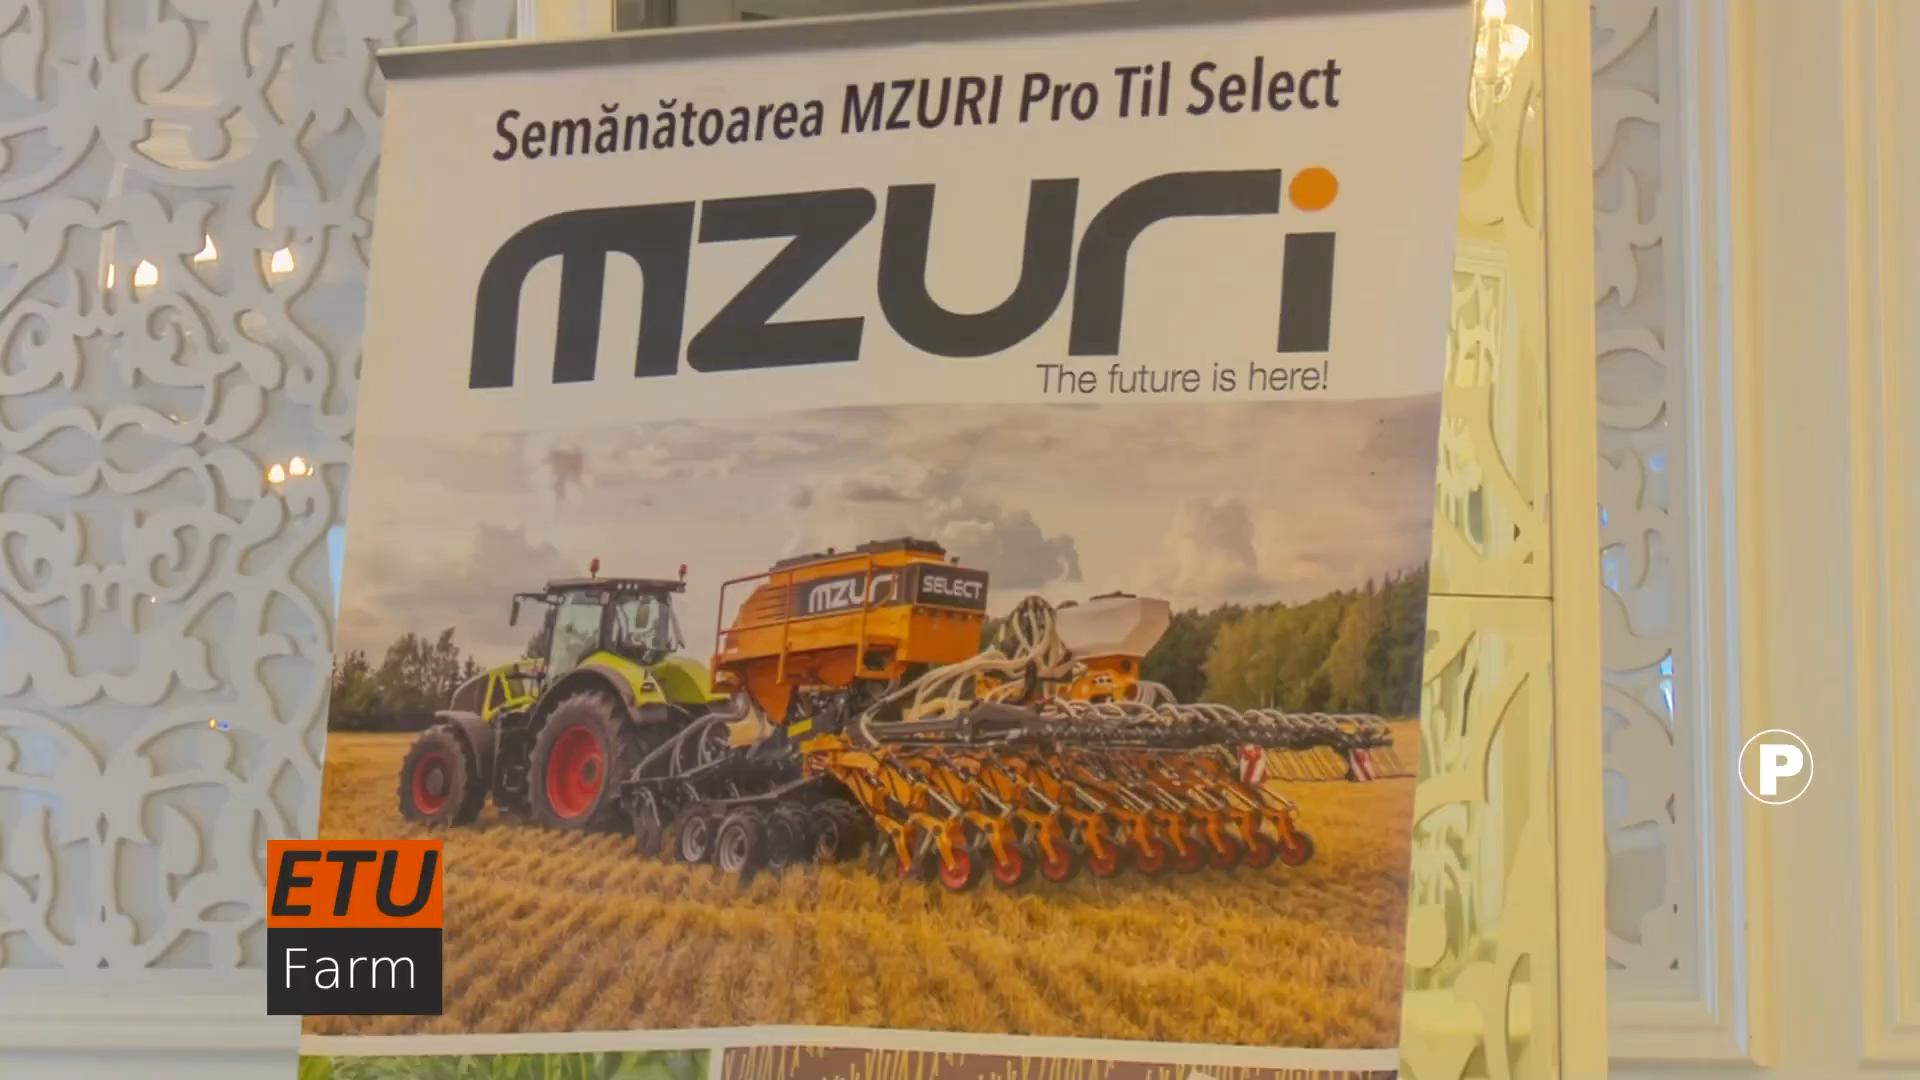 Semănătoarea MZURI Pro Til Select
mzuri
The future is here!
mzuri SELECT
ETU
Farm
P